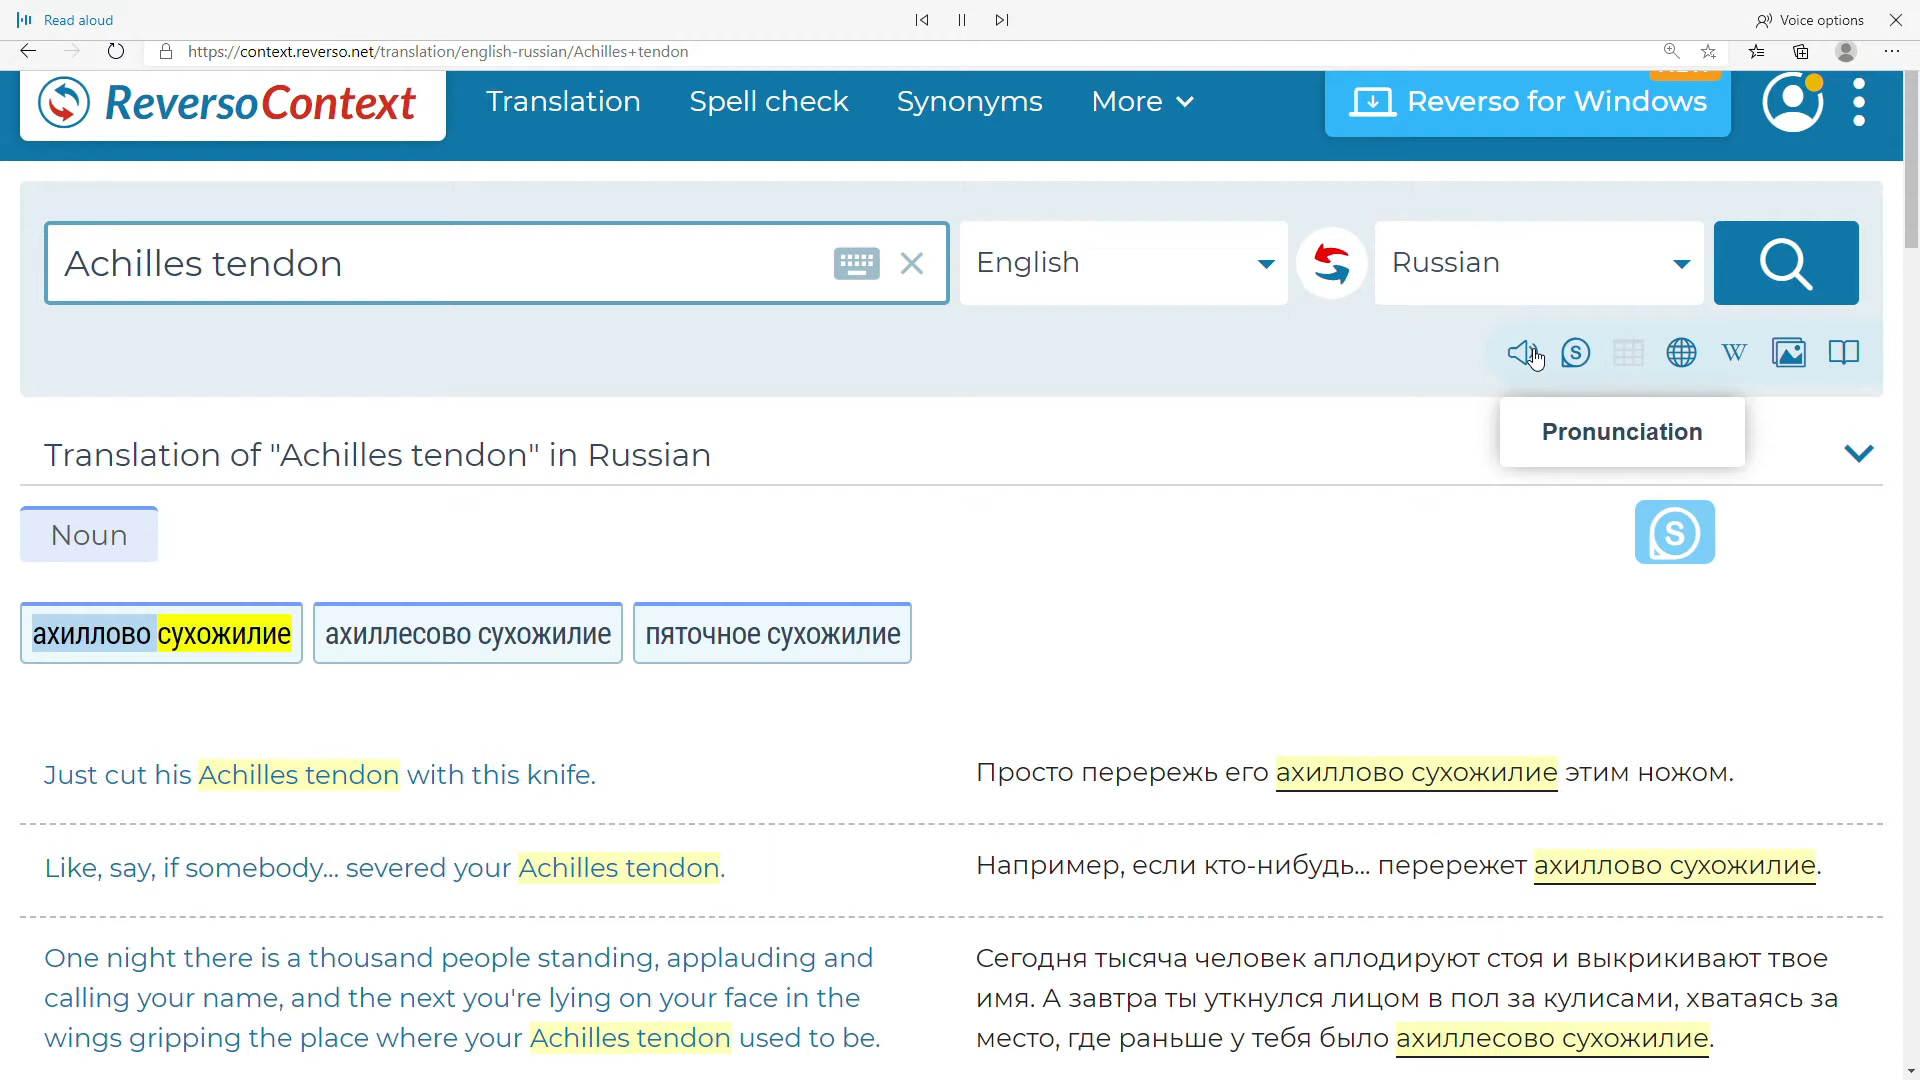 Read aloud
Voice options
https://context.reverso.net/translation/english-russian/Achilles+tendon
ReversoContext
Translation
Spell check
Synonyms
More
Reverso for Windows
Achilles tendon
English
Russian
S
W
Pronunciation
Translation of "Achilles tendon" in Russian
Noun
S
ахиллово сухожилие
ахиллесово сухожилие
пяточное сухожилие
Just cut his Achilles tendon with this knife.
Просто перережь его ахиллово сухожилие этим ножом.
Like, say, if somebody... severed your Achilles tendon.
Например, если кто-нибудь... перережет ахиллово сухожилие.
One night there is a thousand people standing, applauding and
calling your name, and the next you're lying on your face in the
wings gripping the place where your Achilles tendon used to be.
Сегодня тысяча человек аплодируют стоя и выкрикивают твое
имя. А завтра ты уткнулся лицом в пол за кулисами, хватаясь за
место, где раньше у тебя было ахиллесово сухожилие.